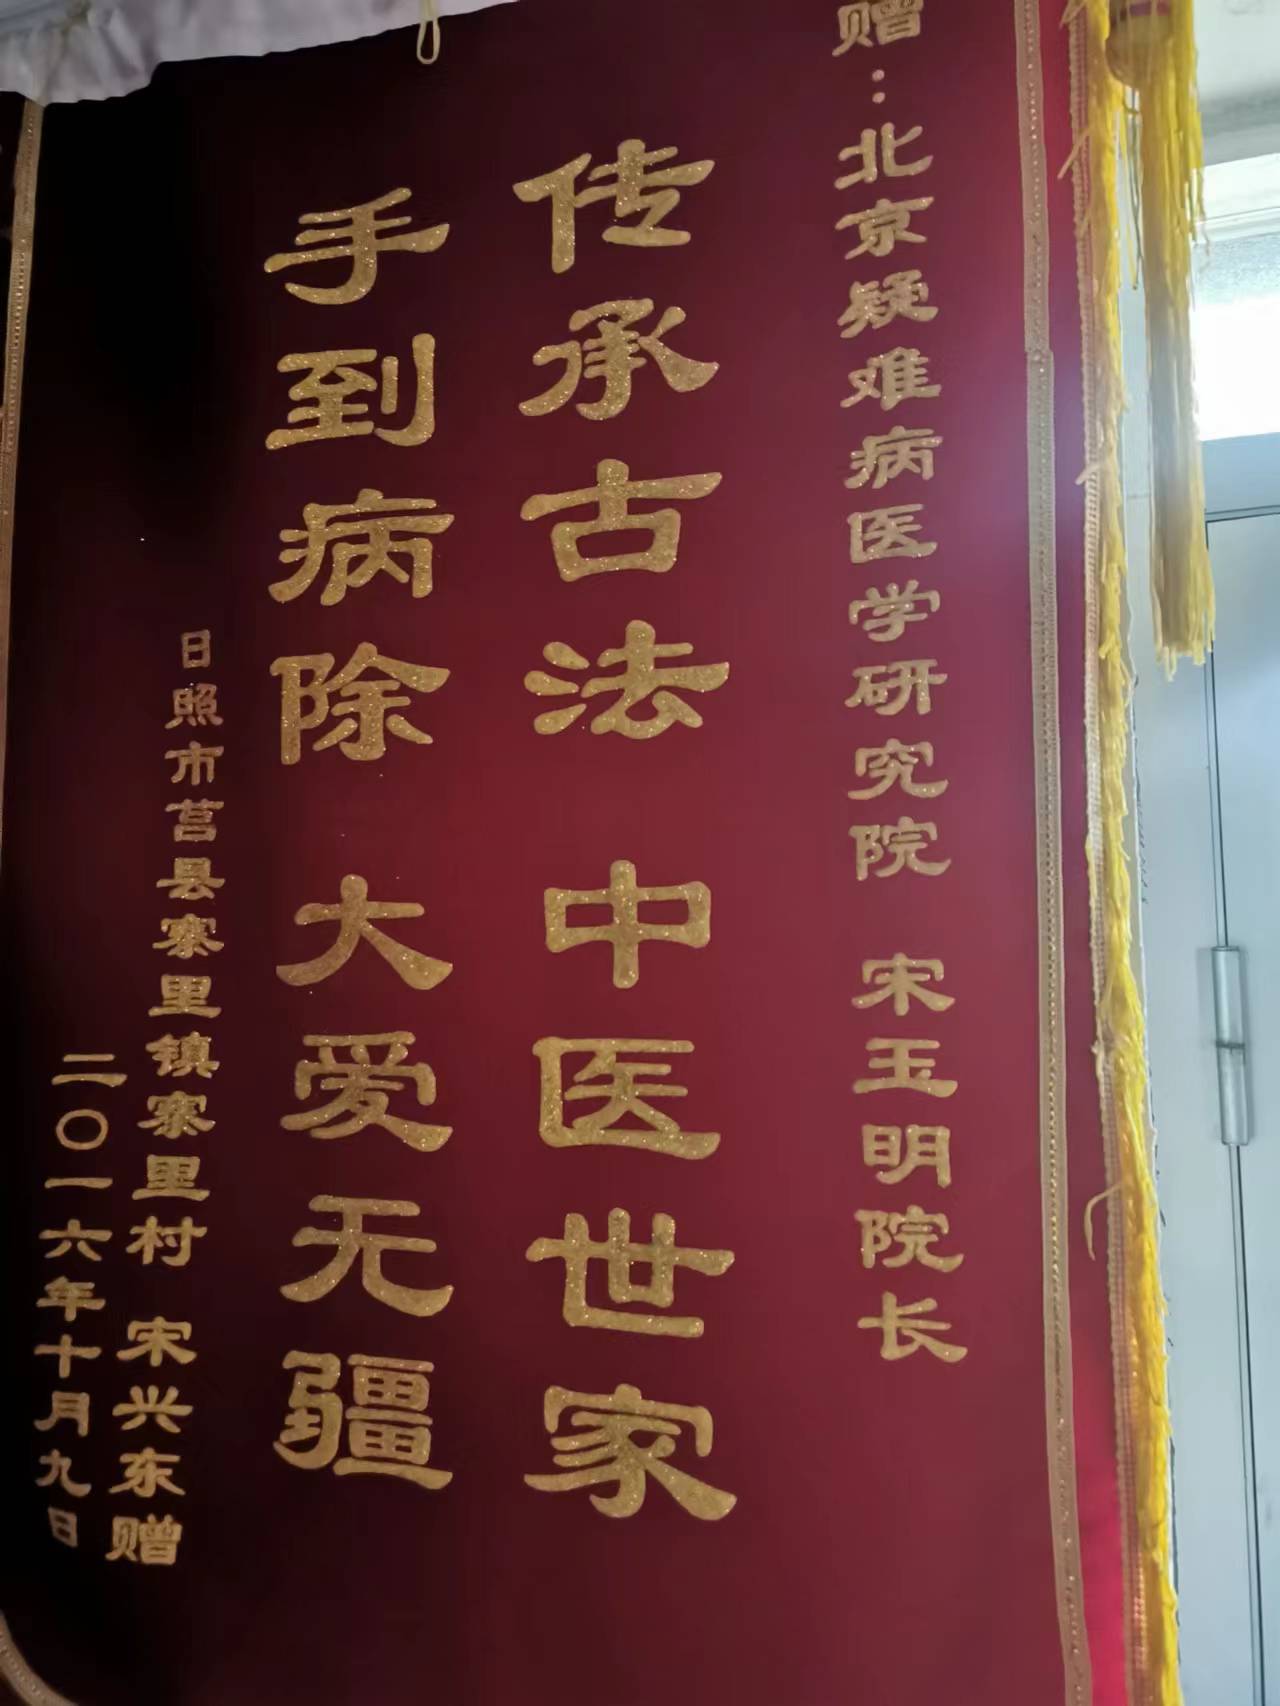 赠：北京疑难病医学研究院 宋玉明院长
传承古法 中医世家
手到病除 大爱无疆
日照市莒县寨里镇寨里村 宋兴东赠
二〇一六年十月九日